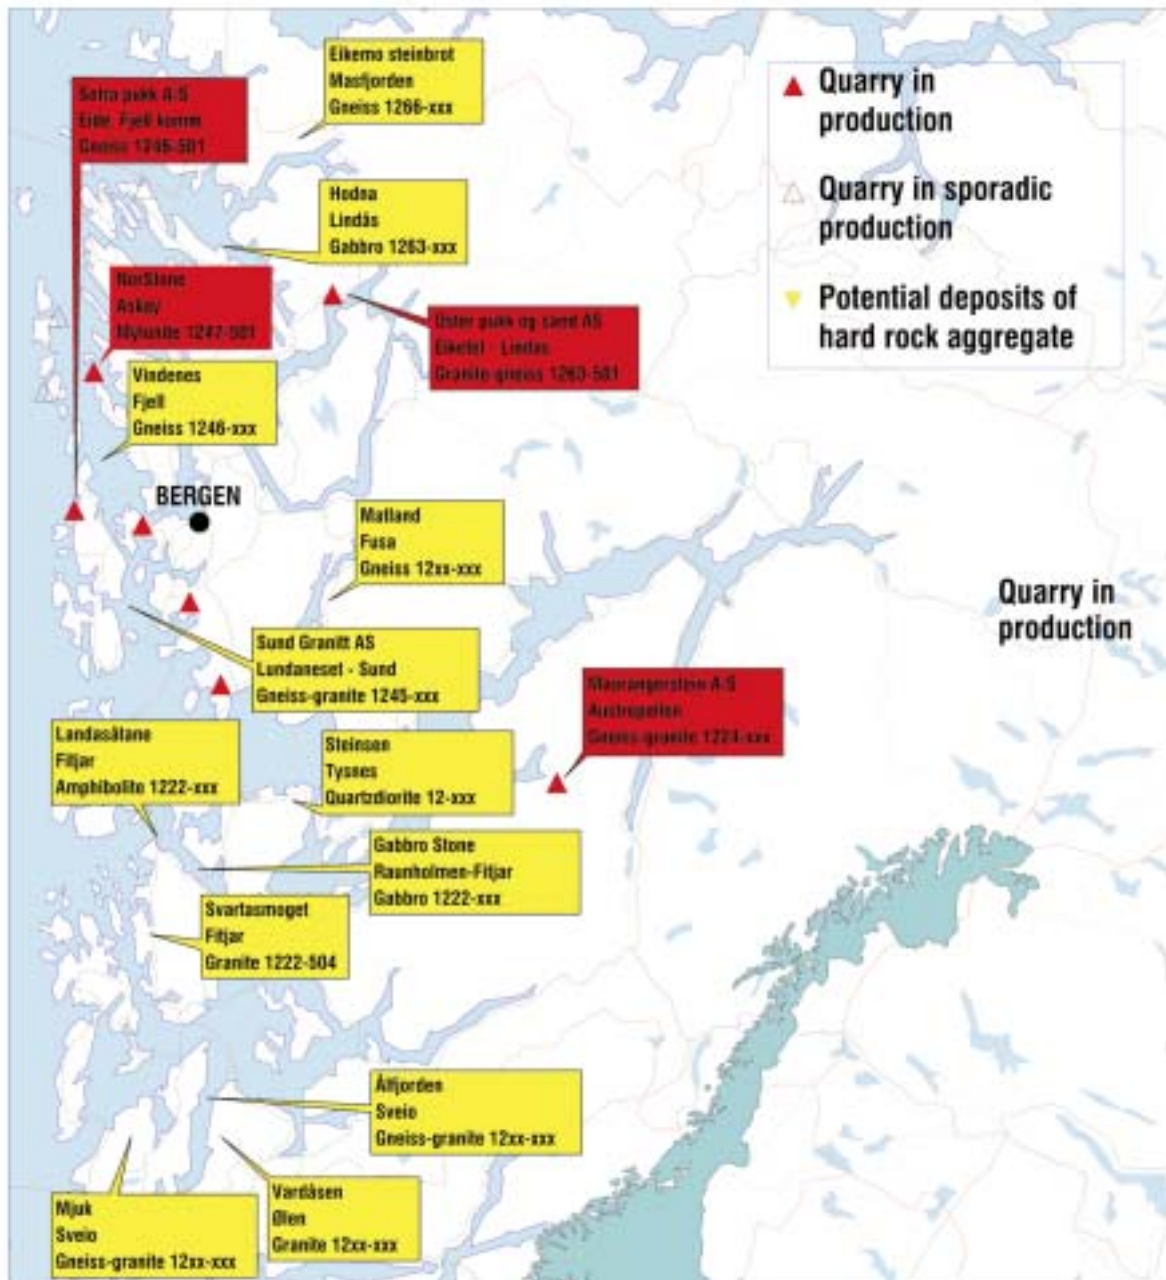 Eikemo steinbrot
Masfjorden
Gneiss 1266-xxx
Sotra pukk A-S
Eide Fjell komm
Gneiss 1246-501
Quarry in
production
Quarry in sporadic
production
Potential deposits of
hard rock aggregate
Hodna
Lindås
Gabbro 1263-xxx
NorStone
Askøy
Mylonite 1247-501
Oster pukk og sand AS
Eikefet - Lindås
Granite gneiss 1263-501
Vindenes
Fjell
Gneiss 1246-xxx
BERGEN
Matland
Fusa
Gneiss 12xx-xxx
Quarry in
production
Sund Granitt AS
Lundaneset - Sund
Gneiss-granite 1245-xxx
Maurangerstein A-S
Austrepollen
Gneiss-granite 1224-xxx
Landasåtane
Fitjar
Amphibolite 1222-xxx
Steinsen
Tysnes
Quartzdiorite 12-xxx
Gabbro Stone
Raunholmen-Fitjar
Gabbro 1222-xxx
Svartasmoget
Fitjar
Granite 1222-504
Ålfjorden
Sveio
Gneiss-granite 12xx-xxx
Vardåsen
Ølen
Granite 12xx-xxx
Mjuk
Sveio
Gneiss-granite 12xx-xxx